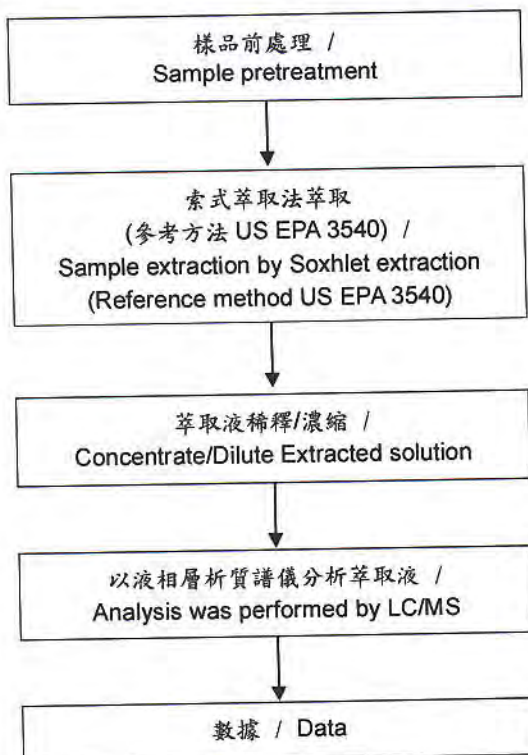 樣品前處理 /
Sample pretreatment
索式萃取法萃取
(參考方法 US EPA 3540) /
Sample extraction by Soxhlet extraction
(Reference method US EPA 3540)
萃取液稀釋/濃縮 /
Concentrate/Dilute Extracted solution
以液相層析質譜儀分析萃取液 /
Analysis was performed by LC/MS
數據 / Data